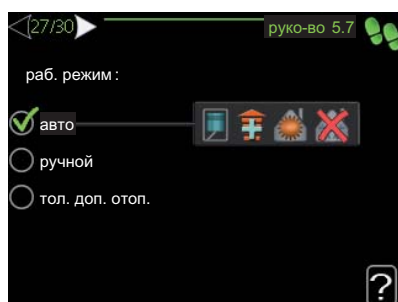 27/30
руко-во 5.7
раб. режим :
авто
ручной
тол. доп. отоп.
?